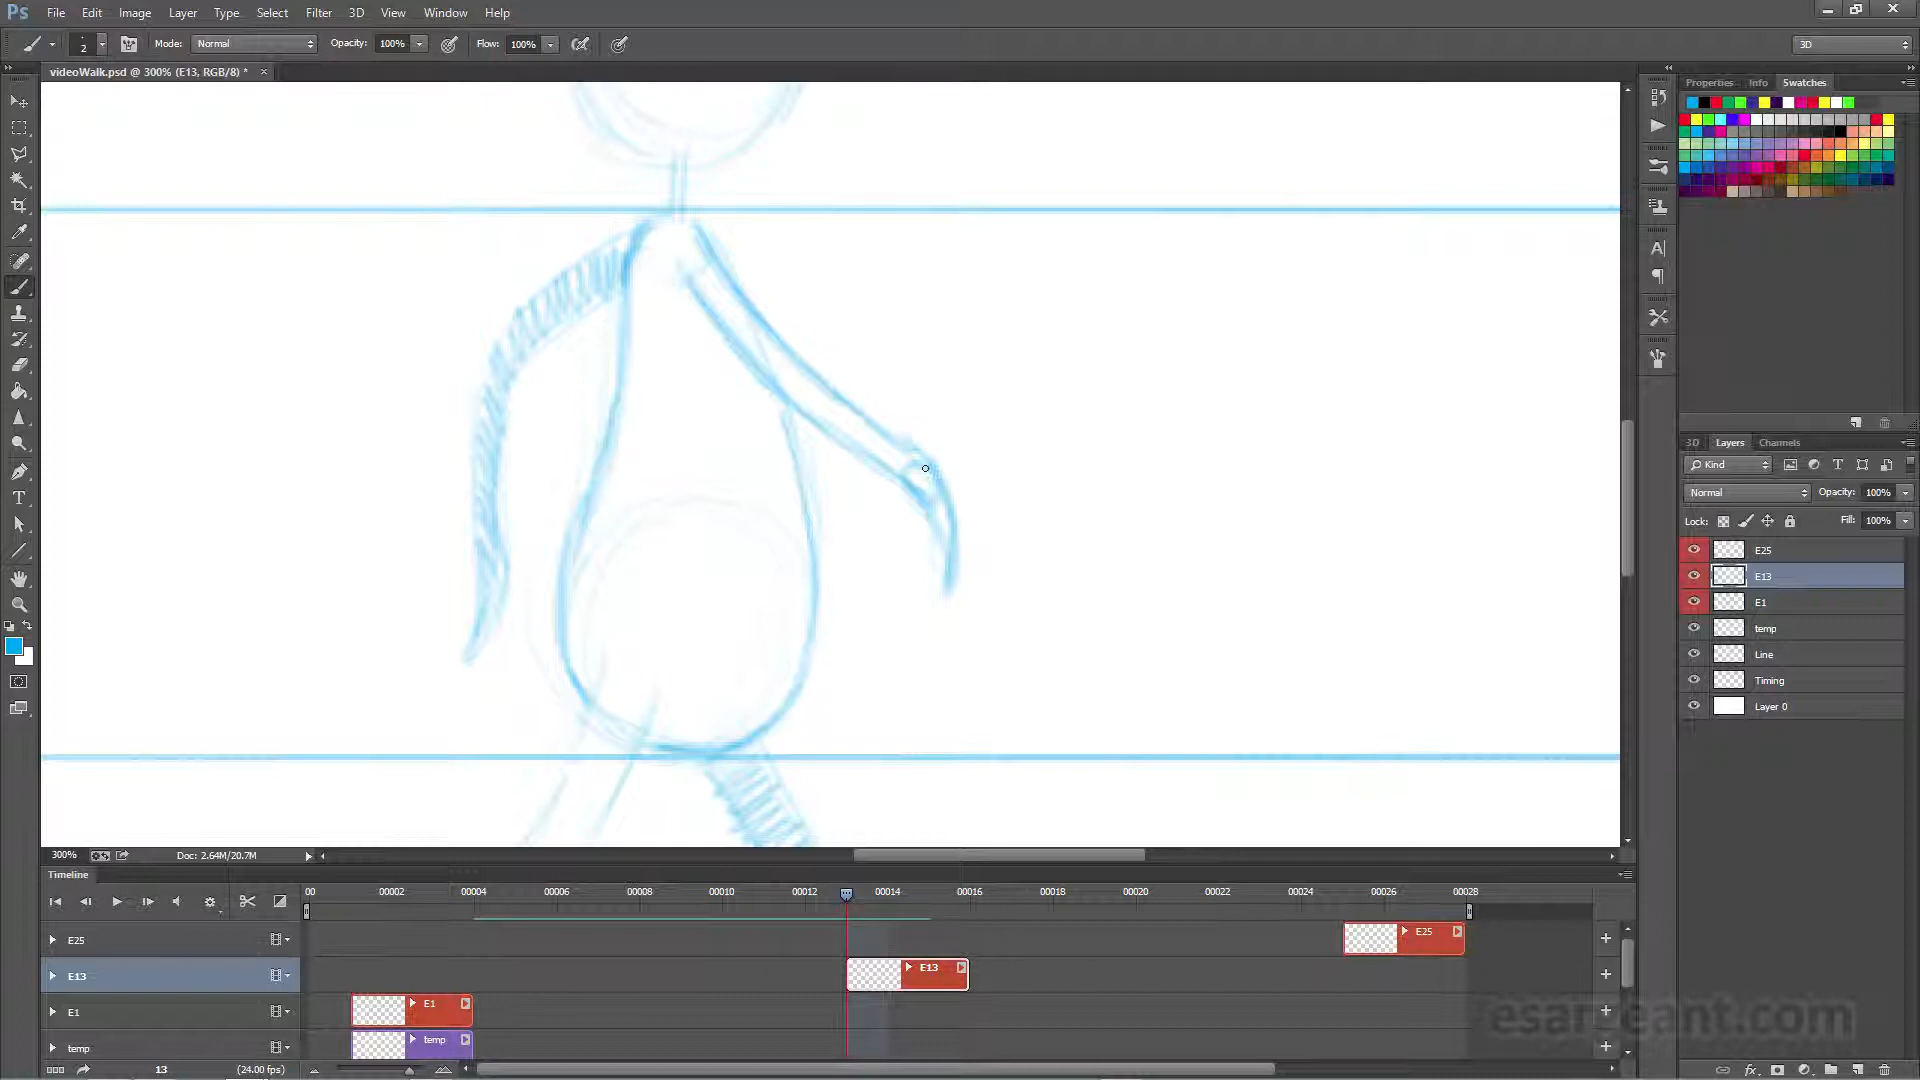 Ps File Edit Image Layer Type Select Filter 3D View Window Help
2 Mode: Normal Opacity: 100% Flow: 100% 3D
videoWalk.psd @ 300% (E13, RGB/8) * ×
Properties Info Swatches
3D Layers Channels
Kind
Normal Opacity: 100%
Lock: Fill: 100%
E25
E13
E1
temp
Line
Timing
Layer 0
300% Doc: 2.64M/20.7M
Timeline
00 00002 00004 00006 00008 00010 00012 00014 00016 00018 00020 00022 00024 00026 00028
E25 E25
E13 E13
E1 E1
temp temp
13 (24.00 fps)
esargeant.com